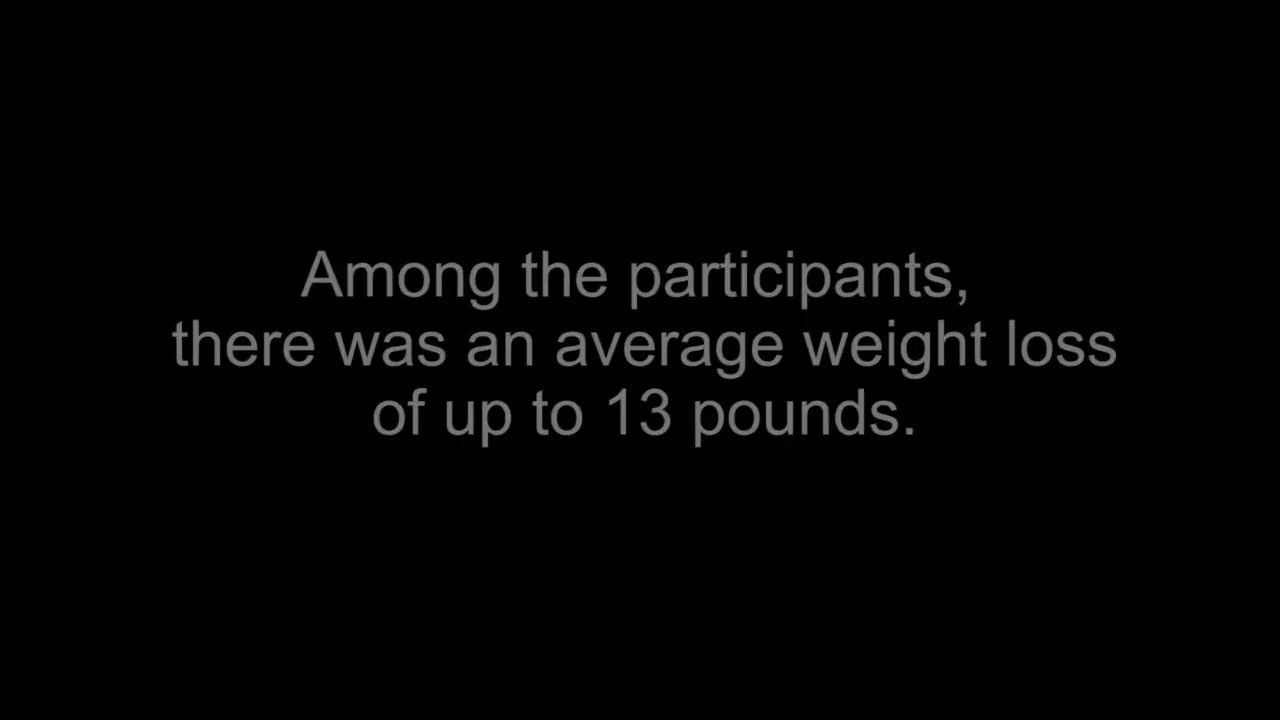 Among the participants,
there was an average weight loss
of up to 13 pounds.